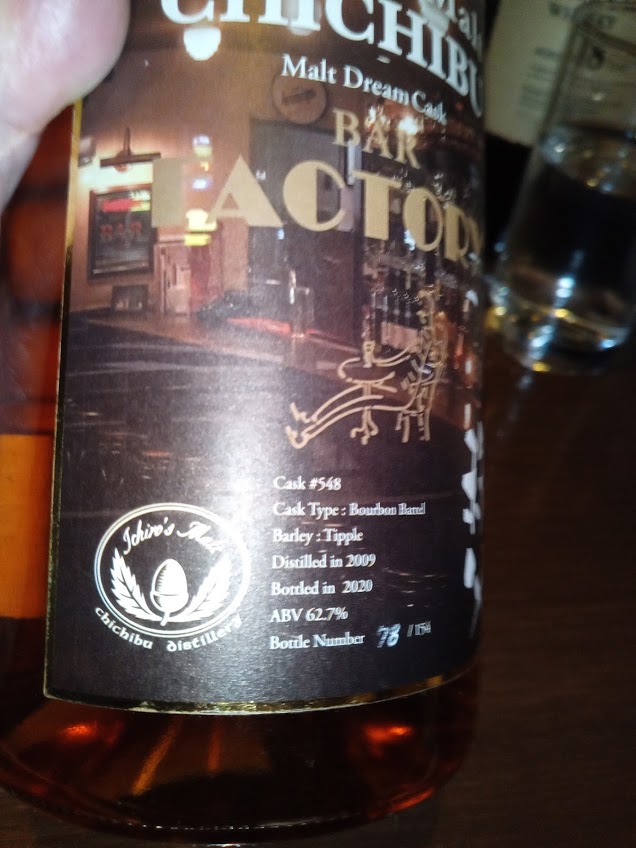 CHICHIBU
Malt Dream Cask
BAR
FACTORY
BAR
Cask #548
Cask Type : Bourbon Barrel
Barley : Tipple
Distilled in 2009
Bottled in 2020
ABV 62.7%
Bottle Number 78 / 154
Ichiro's Malt
chichibu distillery